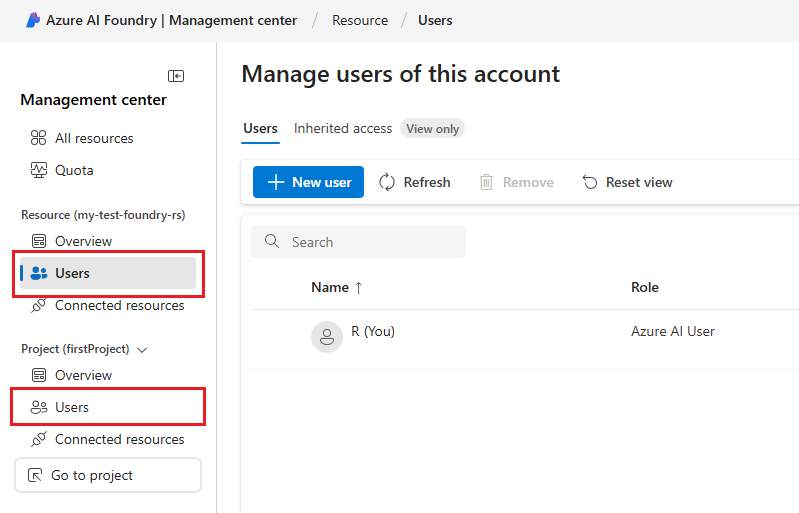 Azure AI Foundry | Management center / Resource / Users
Management center
All resources
Quota
Resource (my-test-foundry-rs)
Overview
Users
Connected resources
Project (firstProject)
Overview
Users
Connected resources
Go to project
Manage users of this account
Users Inherited access View only
New user Refresh Remove Reset view
Search
Name ↑ Role
R (You) Azure AI User